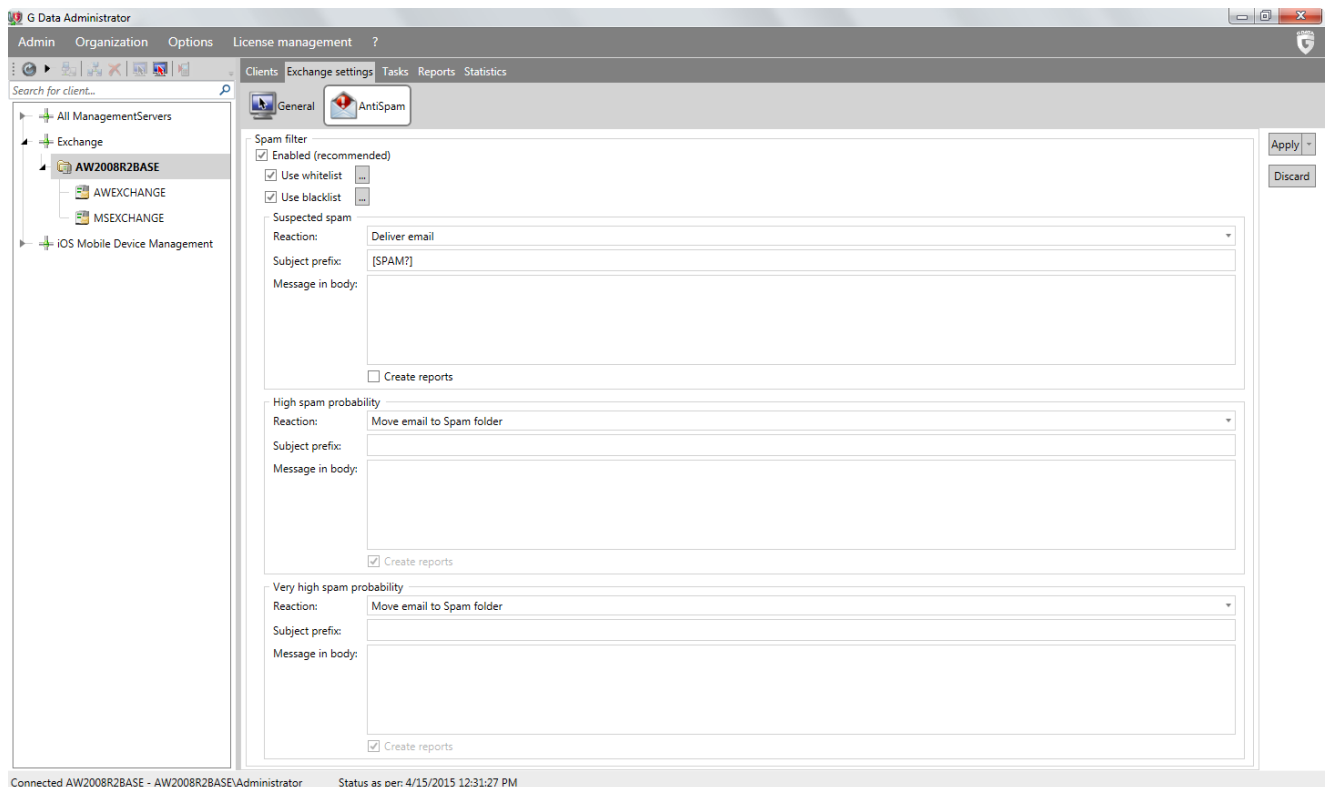 G Data Administrator
Admin Organization Options License management ?
Clients Exchange settings Tasks Reports Statistics
Search for client...
General AntiSpam
All ManagementServers
Exchange
AW2008R2BASE
AWEXCHANGE
MSEXCHANGE
iOS Mobile Device Management
Spam filter
Enabled (recommended)
Use whitelist ...
Use blacklist ...
Suspected spam
Reaction: Deliver email
Subject prefix: [SPAM?]
Message in body:
Create reports
High spam probability
Reaction: Move email to Spam folder
Subject prefix:
Message in body:
Create reports
Very high spam probability
Reaction: Move email to Spam folder
Subject prefix:
Message in body:
Create reports
Apply
Discard
Connected AW2008R2BASE - AW2008R2BASE\Administrator Status as per: 4/15/2015 12:31:27 PM